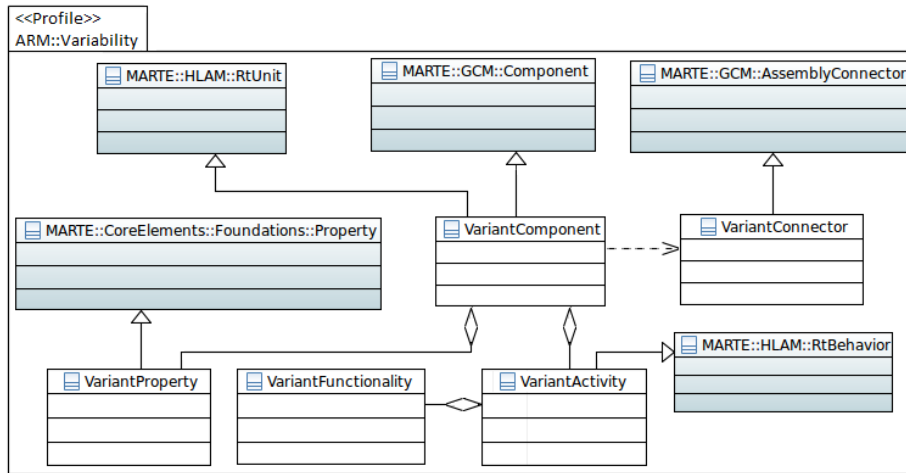 <<Profile>>
ARM::Variability
MARTE::HLAM::RtUnit
MARTE::GCM::Component
MARTE::GCM::AssemblyConnector
MARTE::CoreElements::Foundations::Property
VariantComponent
VariantConnector
MARTE::HLAM::RtBehavior
VariantProperty
VariantFunctionality
VariantActivity